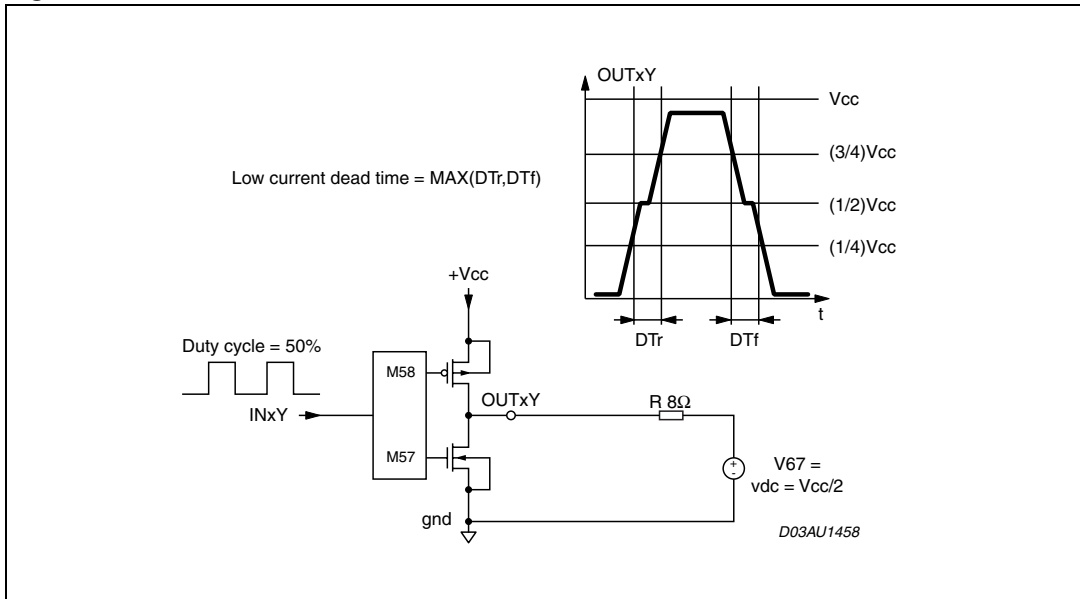 OUTxY
Vcc
(3/4)Vcc
Low current dead time = MAX(DTr,DTf)
(1/2)Vcc
(1/4)Vcc
+Vcc
t
DTr
DTf
Duty cycle = 50%
M58
OUTxY
R 8Ω
INxY
M57
+
-
V67 =
vdc = Vcc/2
gnd
D03AU1458